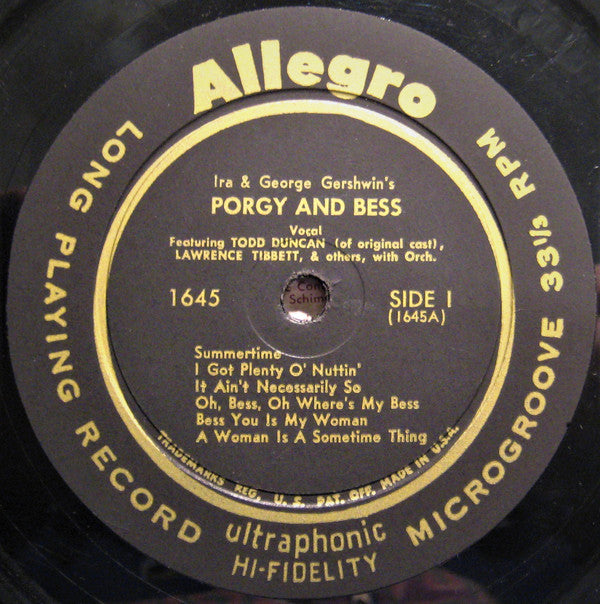 Allegro
LONG PLAYING RECORD
MICROGROOVE 33⅓ RPM
Ira & George Gershwin's
PORGY AND BESS
Vocal
Featuring TODD DUNCAN (of original cast),
LAWRENCE TIBBETT, & others, with Orch.
1645
SIDE I
(1645A)
Summertime
I Got Plenty O' Nuttin'
It Ain't Necessarily So
Oh, Bess, Oh Where's My Bess
Bess You Is My Woman
A Woman Is A Sometime Thing
TRADEMARKS REG. U. S. PAT. OFF. MADE IN U.S.A.
ultraphonic
HI-FIDELITY